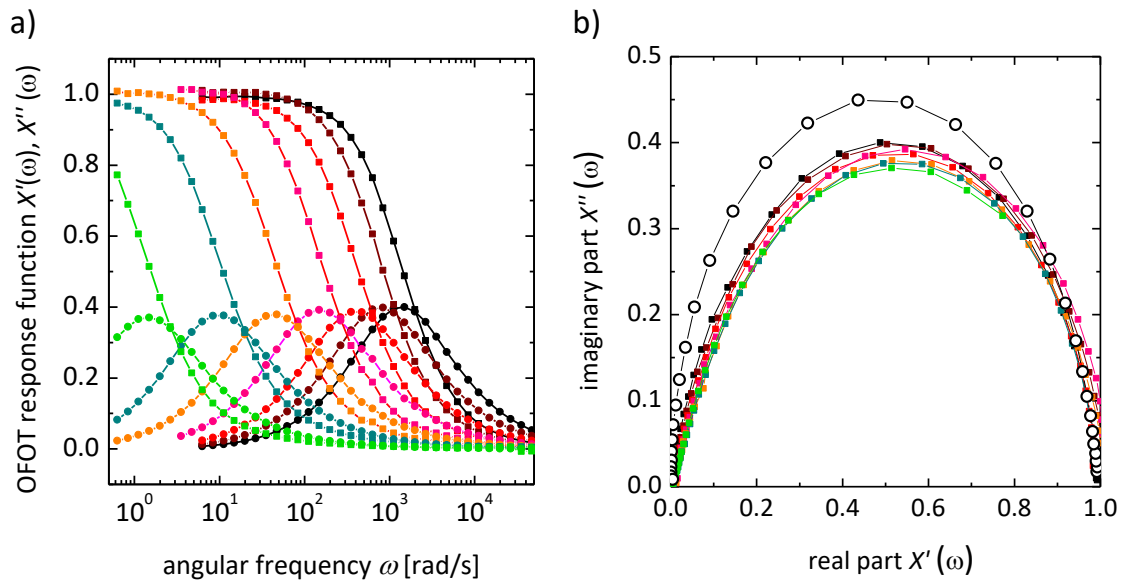 a)
OFOT response function X'(ω), X'' (ω)
1.0
0.8
0.6
0.4
0.2
0.0
10⁰ 10¹ 10² 10³ 10⁴
angular frequency ω [rad/s]
b)
imaginary part X'' (ω)
0.5
0.4
0.3
0.2
0.1
0.0
0.0 0.2 0.4 0.6 0.8 1.0
real part X' (ω)